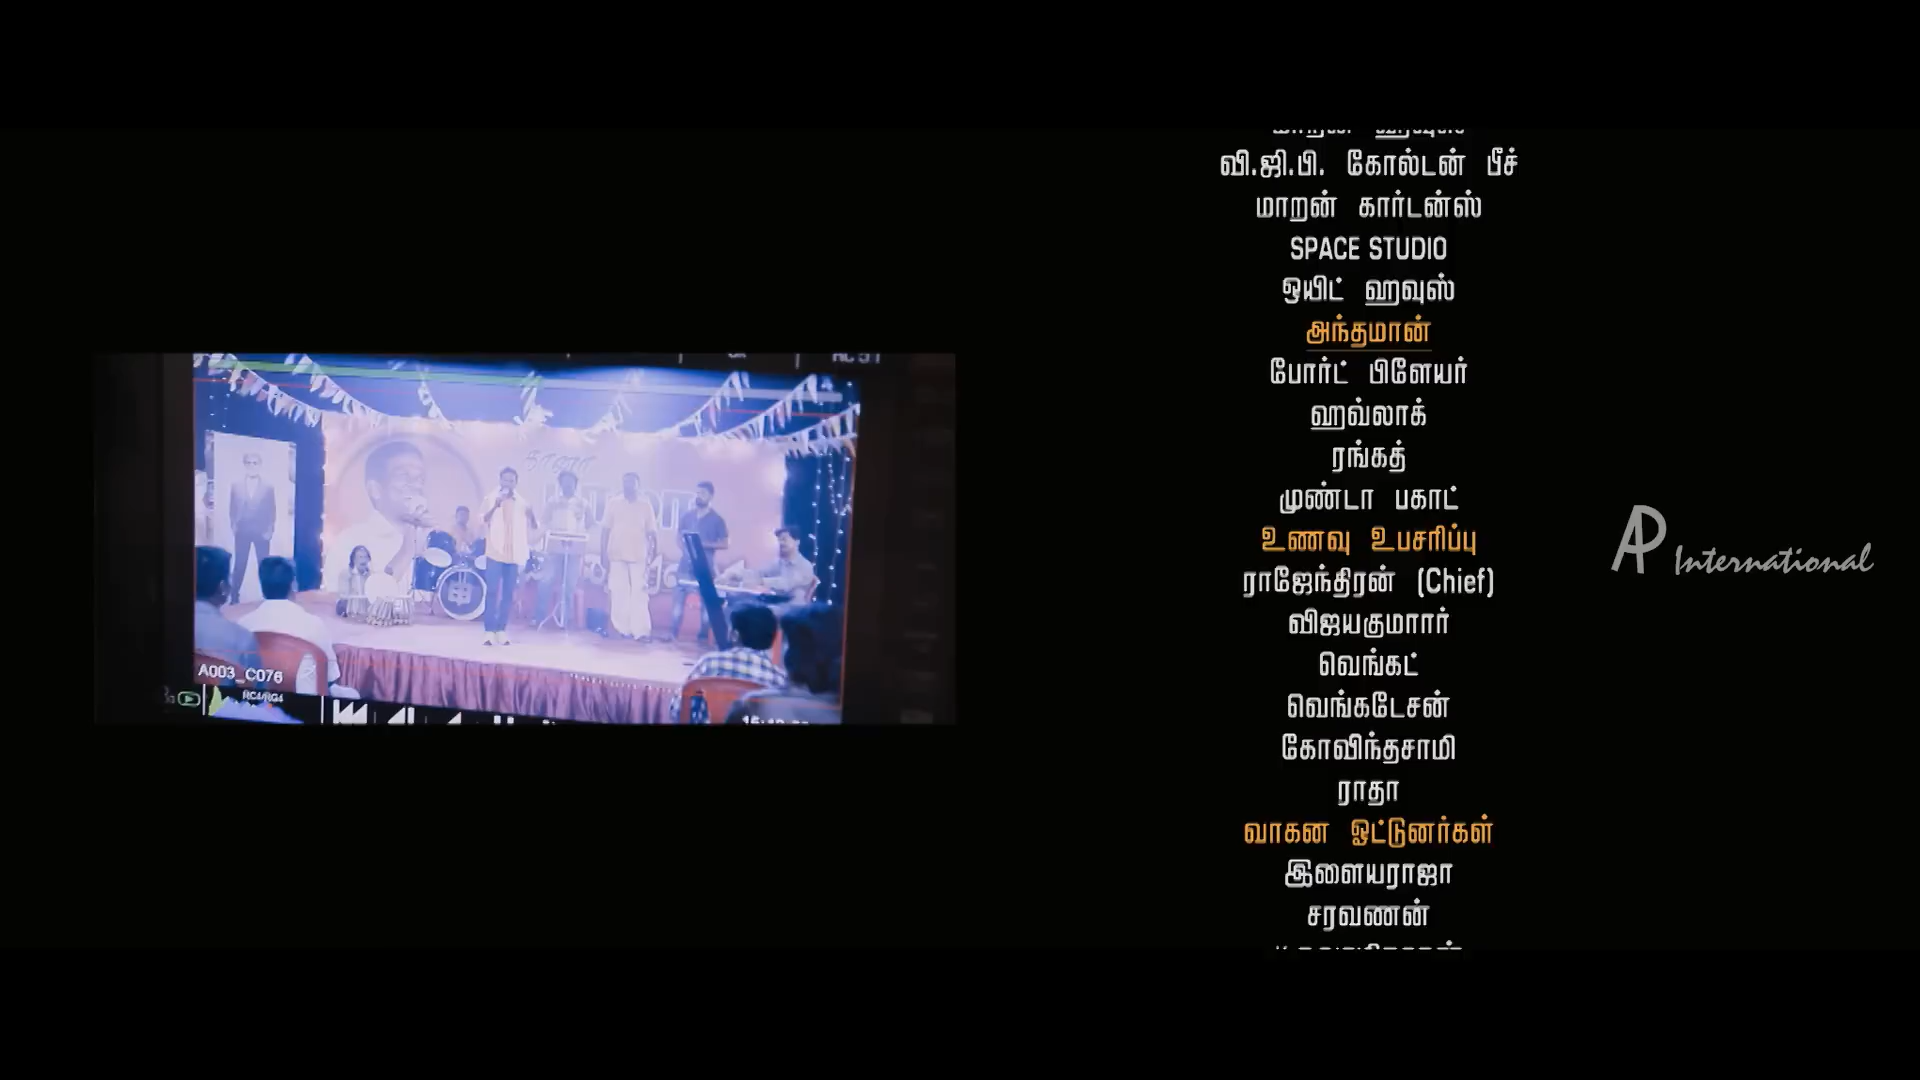 வி.ஜி.பி. கோல்டன் பீச்
மாறன் கார்டன்ஸ்
SPACE STUDIO
ஒயிட் ஹவுஸ்
அந்தமான்
போர்ட் பிளேயர்
ஹவ்லாக்
ரங்கத்
முண்டா பகாட்
உணவு உபசரிப்பு
ராஜேந்திரன் (Chief)
விஜயகுமாார்
வெங்கட்
வெங்கடேசன்
கோவிந்தசாமி
ராதா
வாகன ஓட்டுனர்கள்
இளையராஜா
சரவணன்
AP International
A003_C076